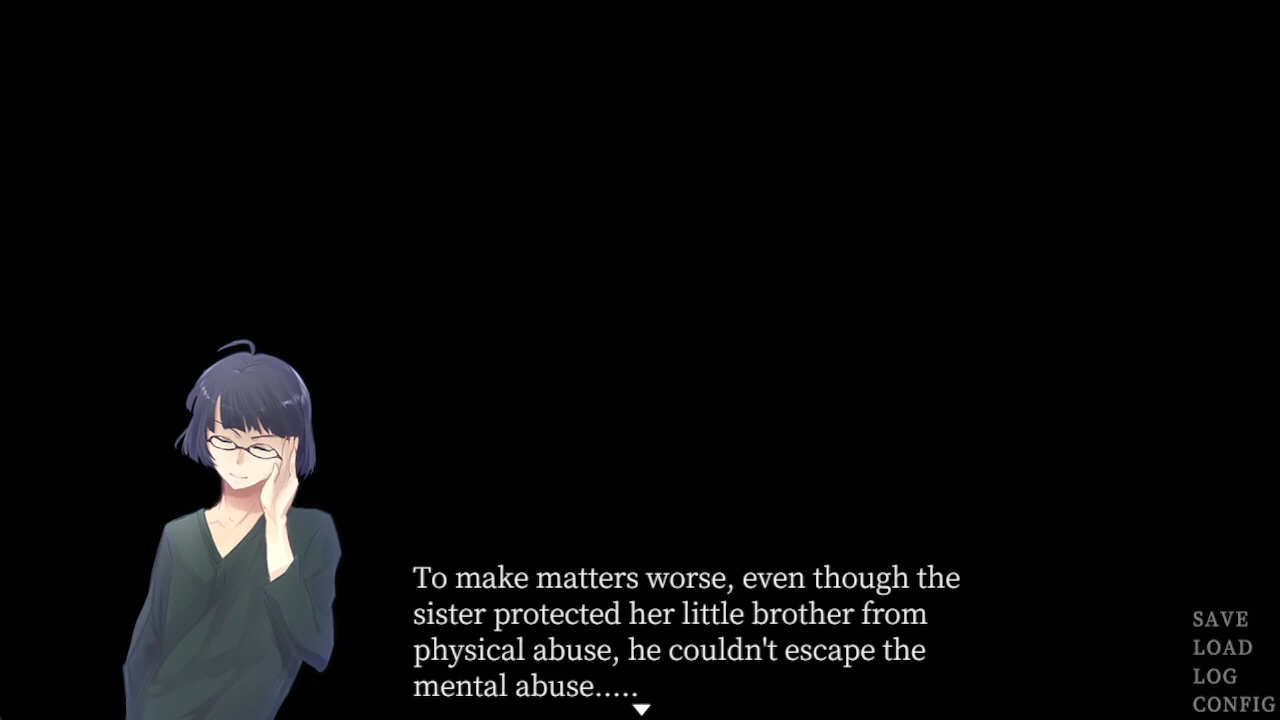 To make matters worse, even though the
sister protected her little brother from
physical abuse, he couldn't escape the
mental abuse.....
SAVE
LOAD
LOG
CONFIG